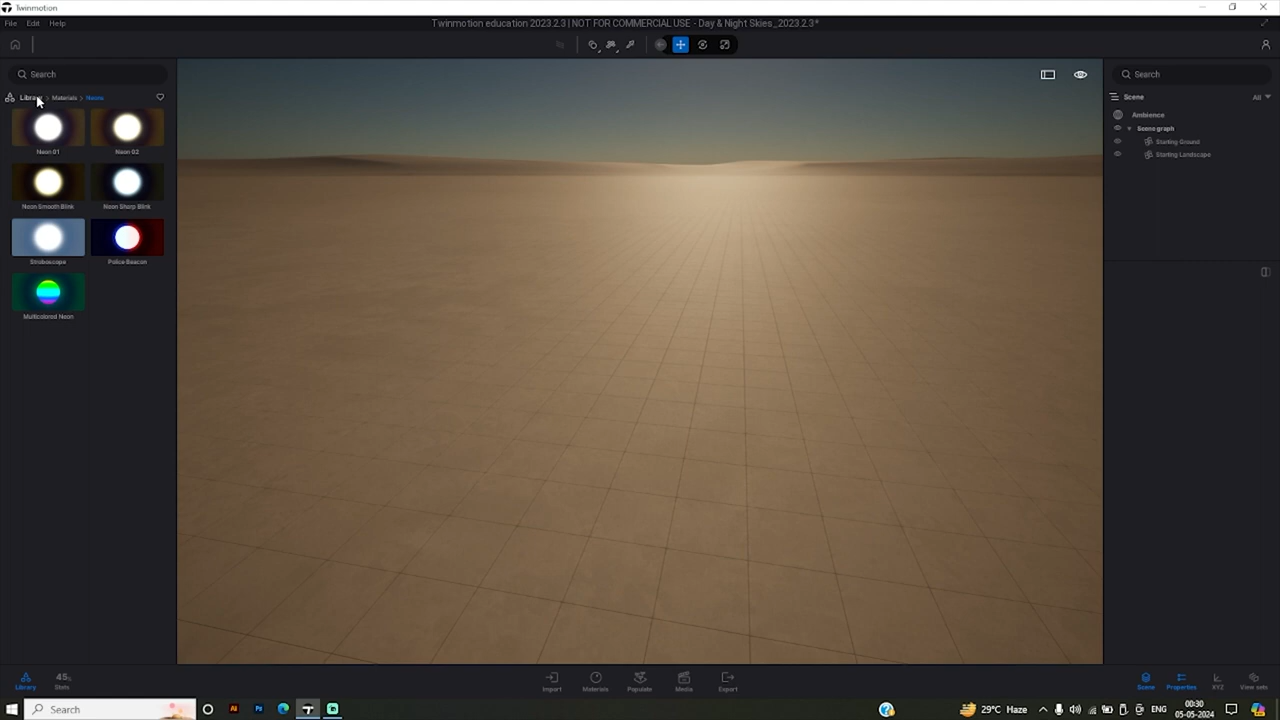 Twinmotion
File Edit Help
Twinmotion education 2023.2.3 | NOT FOR COMMERCIAL USE - Day & Night Skies_2023.2.3*
Search
Library > Materials > Neons
Neon 01
Neon 02
Neon Smooth Blink
Neon Sharp Blink
Stroboscope
Police Beacon
Multicolored Neon
Search
Scene
All
Ambience
Scene graph
Starting Ground
Starting Landscape
Library
45
Stats
Import
Materials
Populate
Media
Export
Scene
Properties
XYZ
View sets
Search
Ai
Ps
29°C Haze
ENG
00:30
05-05-2024